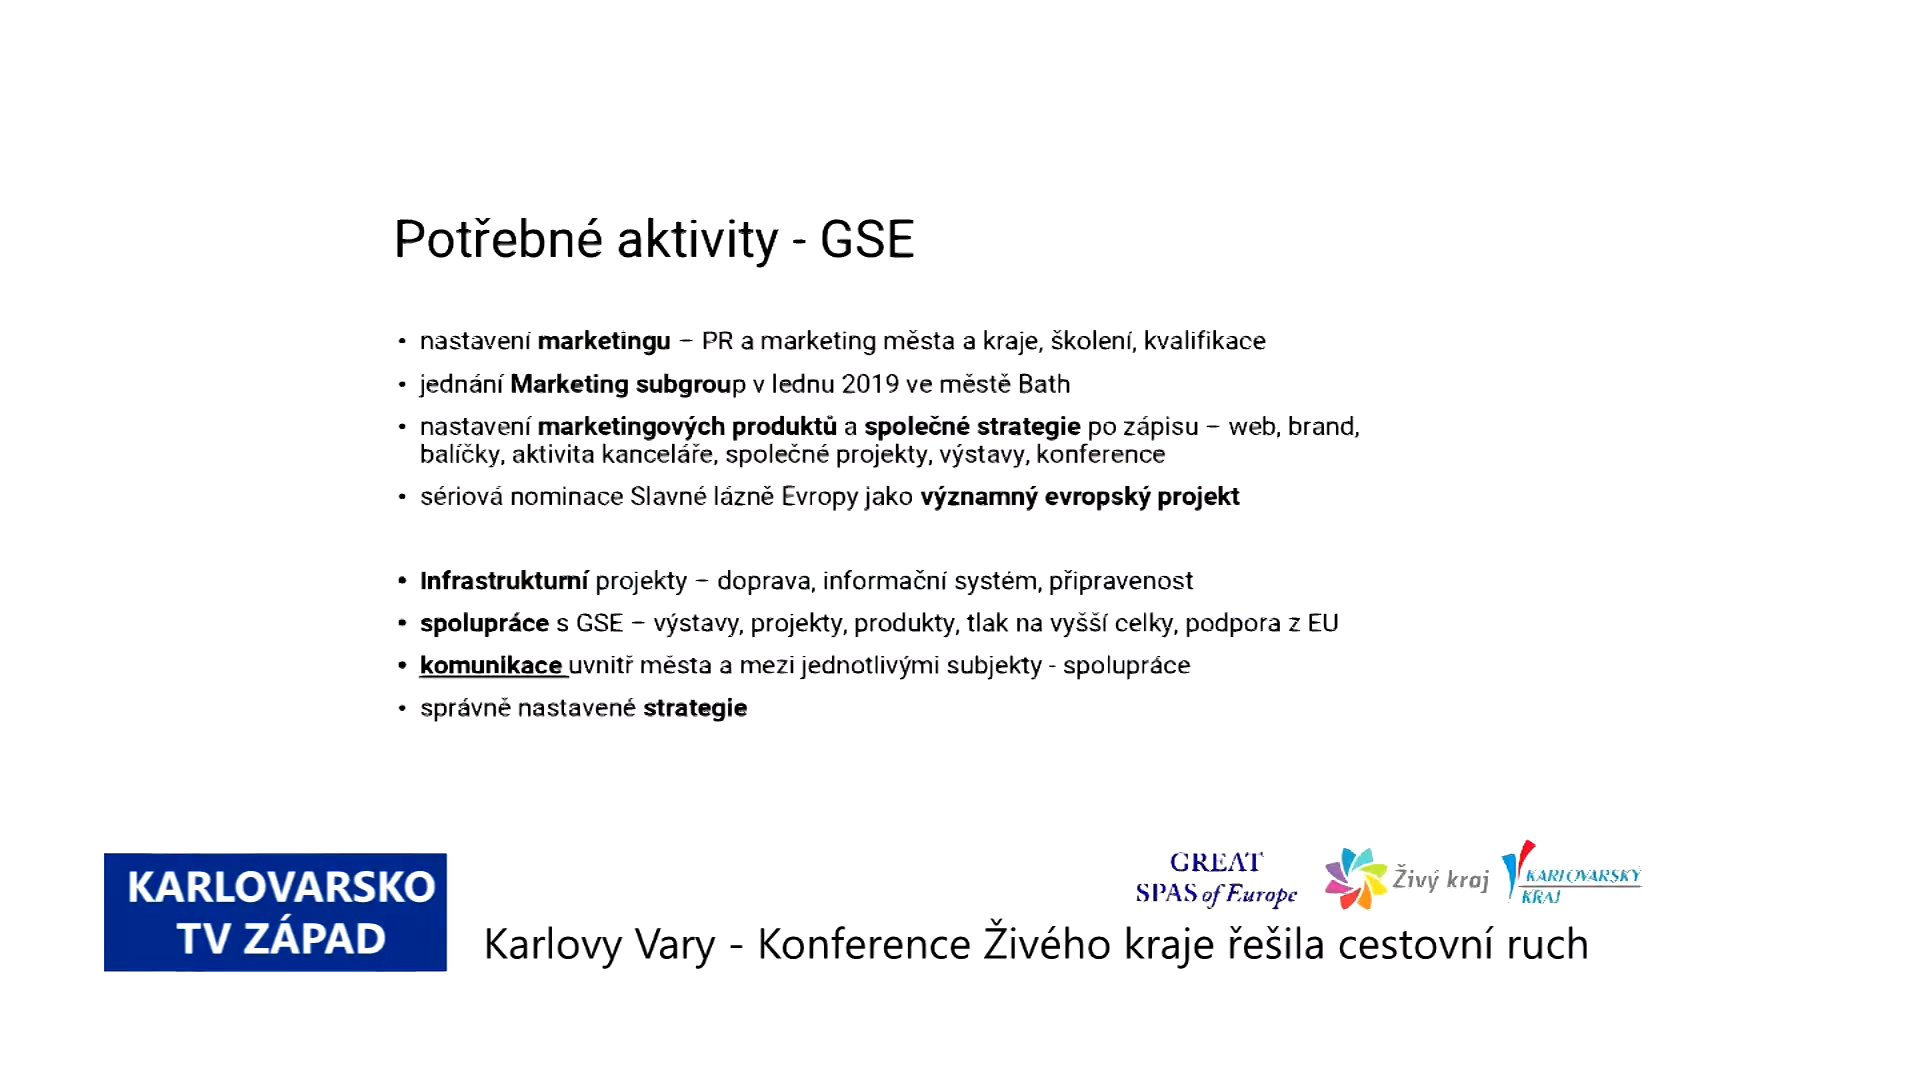 Potřebné aktivity - GSE
• nastavení marketingu – PR a marketing města a kraje, školení, kvalifikace
• jednání Marketing subgroup v lednu 2019 ve městě Bath
• nastavení marketingových produktů a společné strategie po zápisu – web, brand,
balíčky, aktivita kanceláře, společné projekty, výstavy, konference
• sériová nominace Slavné lázně Evropy jako významný evropský projekt
• Infrastrukturní projekty – doprava, informační systém, připravenost
• spolupráce s GSE – výstavy, projekty, produkty, tlak na vyšší celky, podpora z EU
• komunikace uvnitř města a mezi jednotlivými subjekty - spolupráce
• správně nastavené strategie
GREAT
SPAS of Europe
Živý kraj
KARLOVARSKÝ
KRAJ
KARLOVARSKO
TV ZÁPAD
Karlovy Vary - Konference Živého kraje řešila cestovní ruch